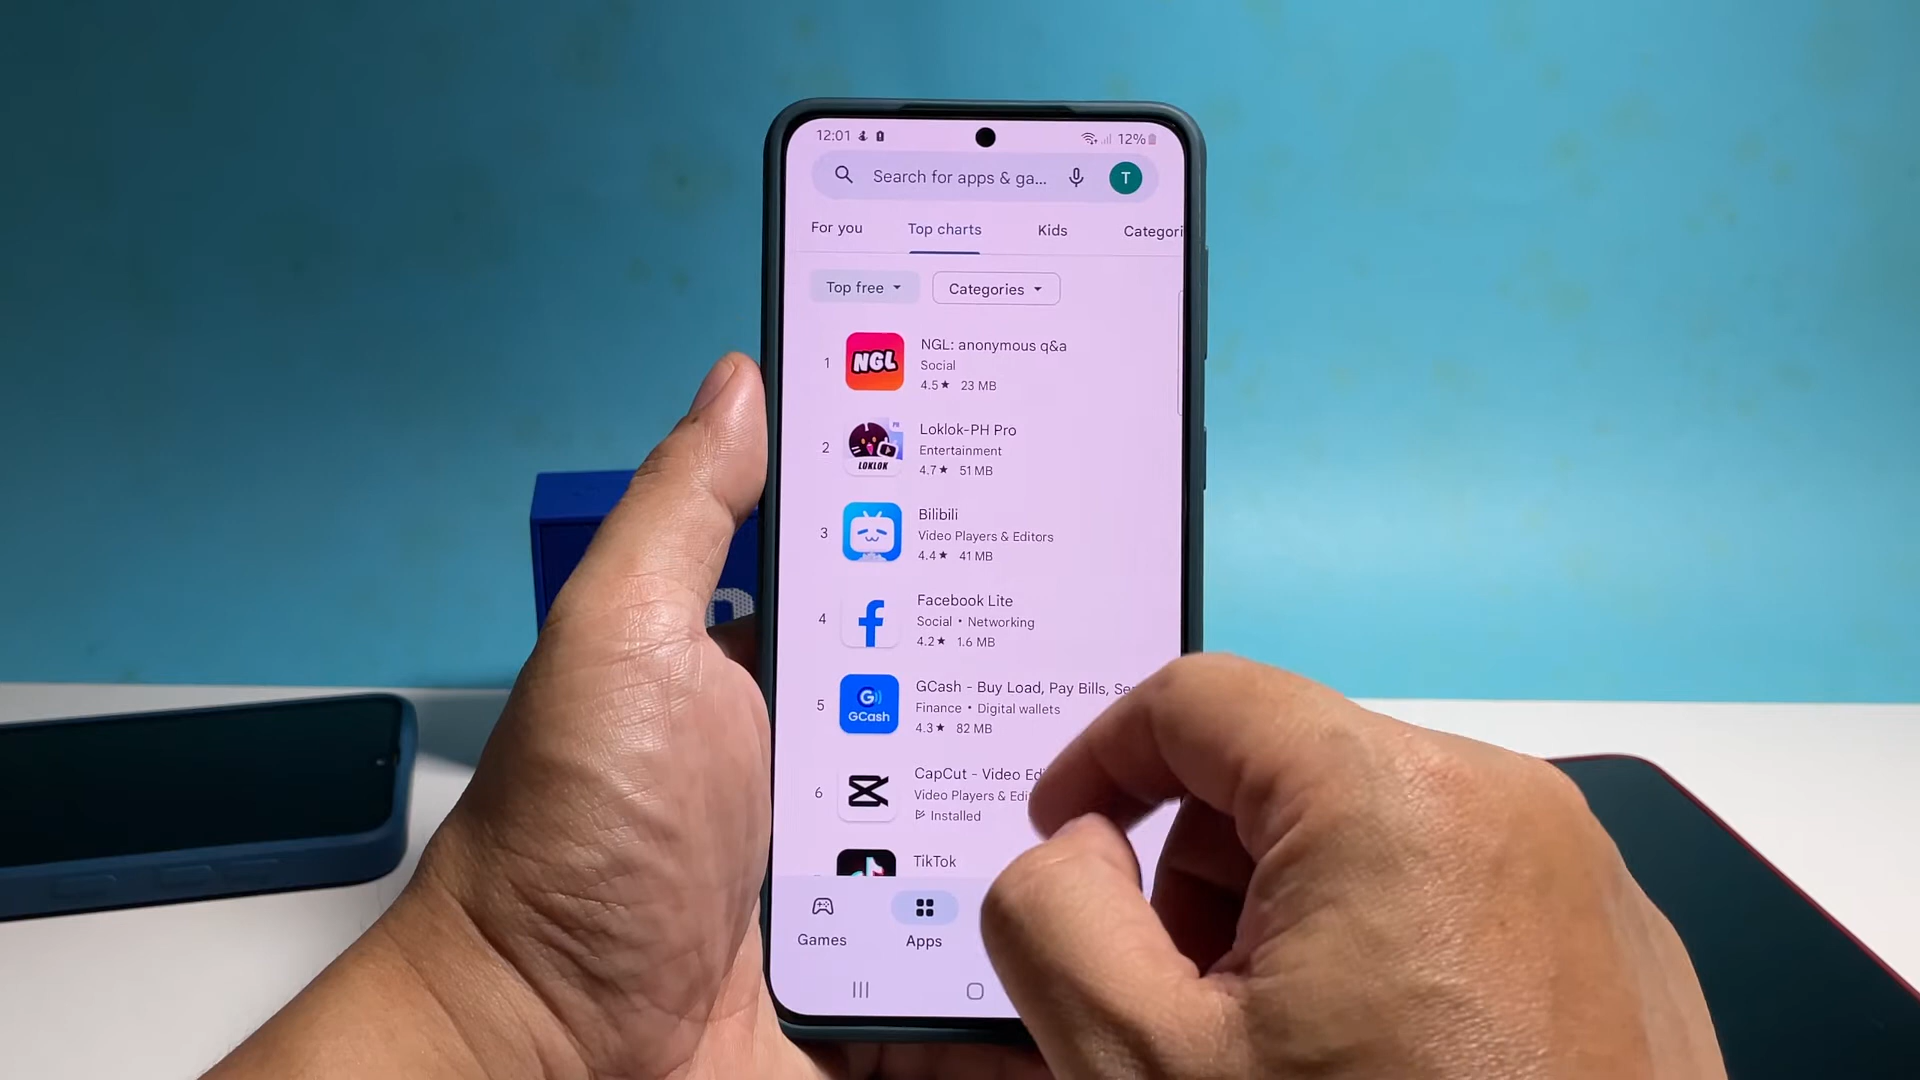 12:01
12%
Search for apps & ga...
T
For you
Top charts
Kids
Categori
Top free
Categories
1
NGL
NGL: anonymous q&a
Social
4.5★ 23 MB
2
PH
LOKLOK
Loklok-PH Pro
Entertainment
4.7★ 51 MB
3
Bilibili
Video Players & Editors
4.4★ 41 MB
4
Facebook Lite
Social • Networking
4.2★ 1.6 MB
5
G
GCash
GCash - Buy Load, Pay Bills, Se
Finance • Digital wallets
4.3★ 82 MB
6
CapCut - Video Edi
Video Players & Edi
Installed
TikTok
Games
Apps